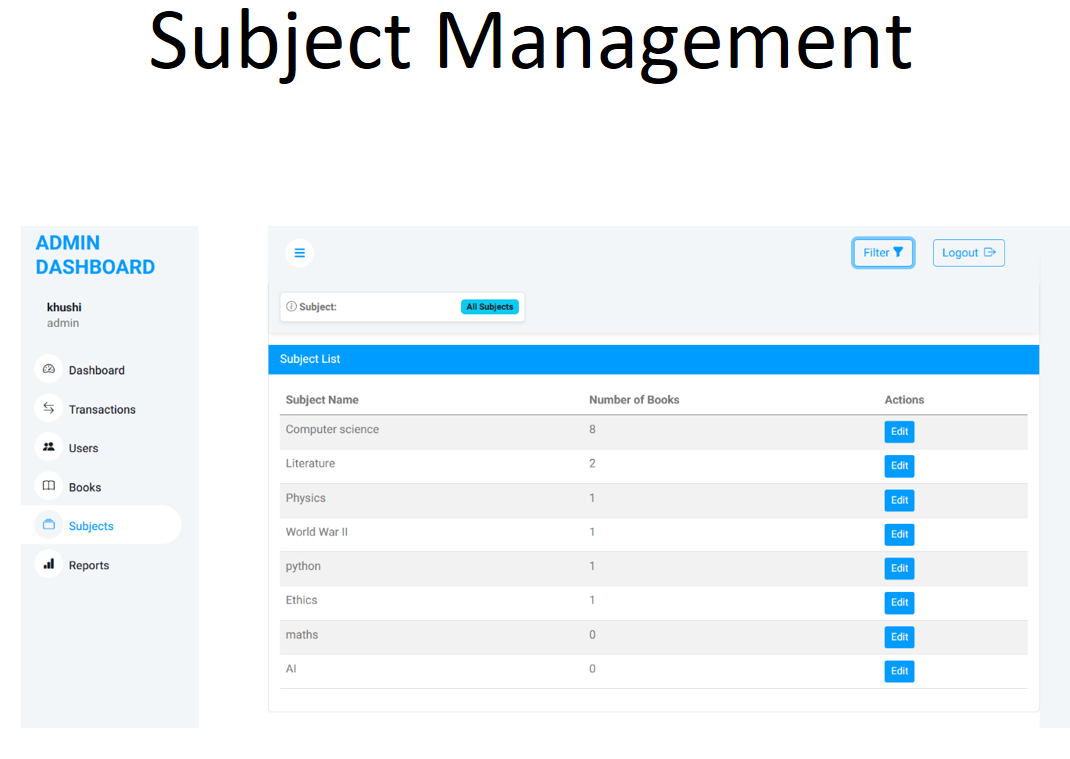 Subject Management
ADMIN
DASHBOARD
khushi
admin
Dashboard
Transactions
Users
Books
Subjects
Reports
Filter
Logout
Subject:
All Subjects
Subject List
Subject Name Number of Books Actions
Computer science 8 Edit
Literature 2 Edit
Physics 1 Edit
World War II 1 Edit
python 1 Edit
Ethics 1 Edit
maths 0 Edit
AI 0 Edit